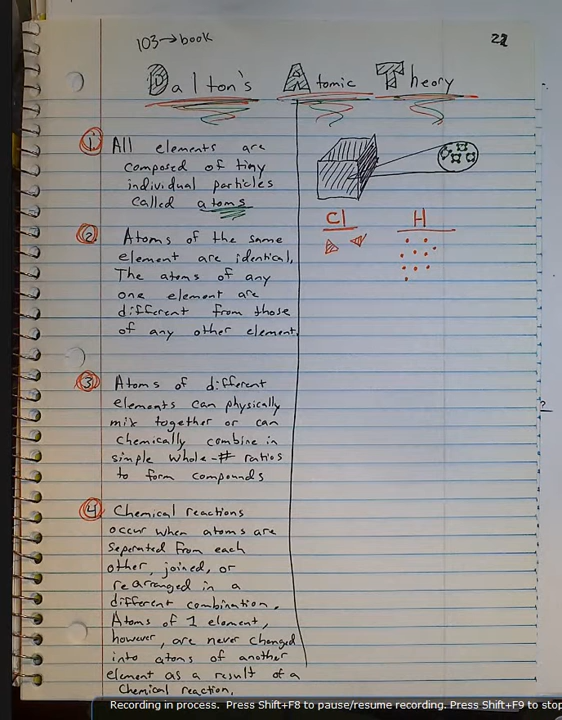 103→book
22
Dalton's Atomic Theory
1 All elements are
composed of tiny
individual particles
called atoms
Cl H
2 Atoms of the same
element are identical.
The atoms of any
one element are
different from those
of any other element.
3 Atoms of different
elements can physically
mix together or can
chemically combine in
simple whole-# ratios
to form compounds
?
4 Chemical reactions
occur when atoms are
seperated from each
other, joined, or
rearranged in a
different combination.
Atoms of 1 element,
however, are never changed
into atoms of another
element as a result of a
Chemical reaction.
Recording in process. Press Shift+F8 to pause/resume recording. Press Shift+F9 to stop